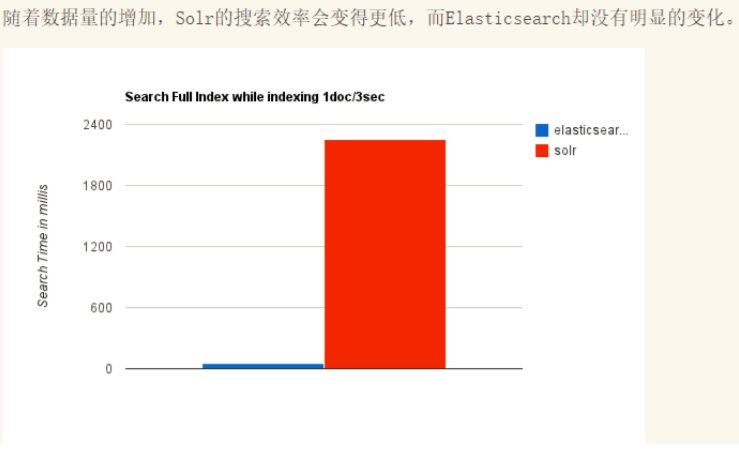 随着数据量的增加，Solr的搜索效率会变得更低，而Elasticsearch却没有明显的变化。
Search Full Index while indexing 1doc/3sec
2400
1800
1200
600
0
Search Time in millis
elasticsear...
solr